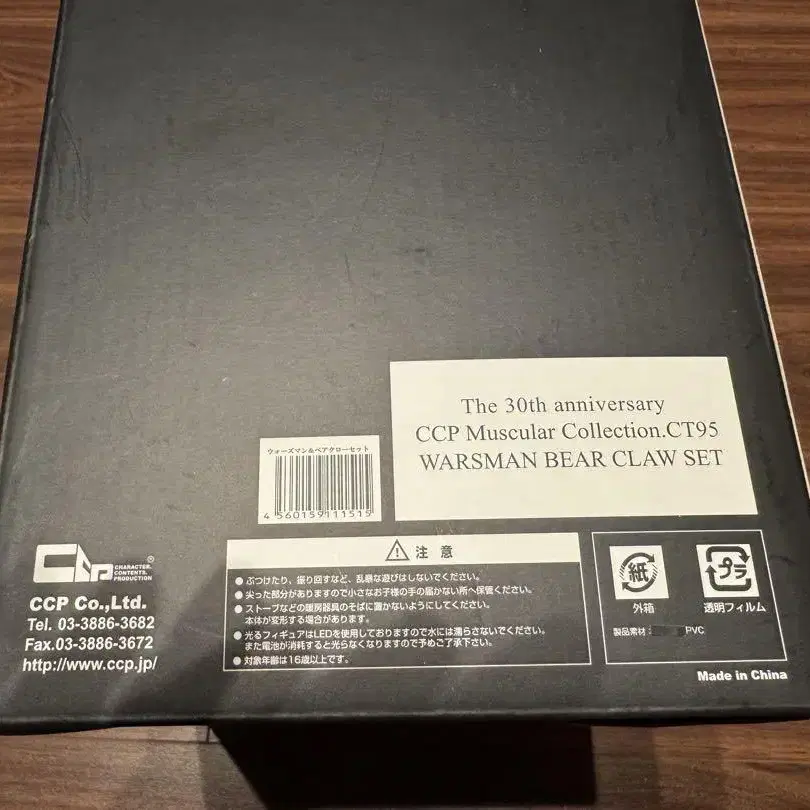 The 30th anniversary
CCP Muscular Collection.CT95
WARSMAN BEAR CLAW SET
ウォーズマン&ベアクローセット
4 560159111515
CCP
®
CHARACTER.
CONTENTS.
PRODUCTION
CCP Co.,Ltd.
Tel. 03-3886-3682
Fax.03-3886-3672
http://www.ccp.jp/
注 意
●ぶつけたり、振り回すなど、乱暴な遊びはしないでください。
●尖った部分がありますので小さなお子様の手の届かない所へ保管ください。
●ストーブなどの暖房器具のそばに置かないようにしてください。
本体が変形する場合があります。
●光るフィギュアはLEDを使用しておりますので水には濡らさないでください。
また電池が消耗すると光らなくなりますので予めご了承下さい。
●対象年齢は16歳以上です。
紙
外箱
プラ
透明フィルム
製品素材:
PVC
Made in China